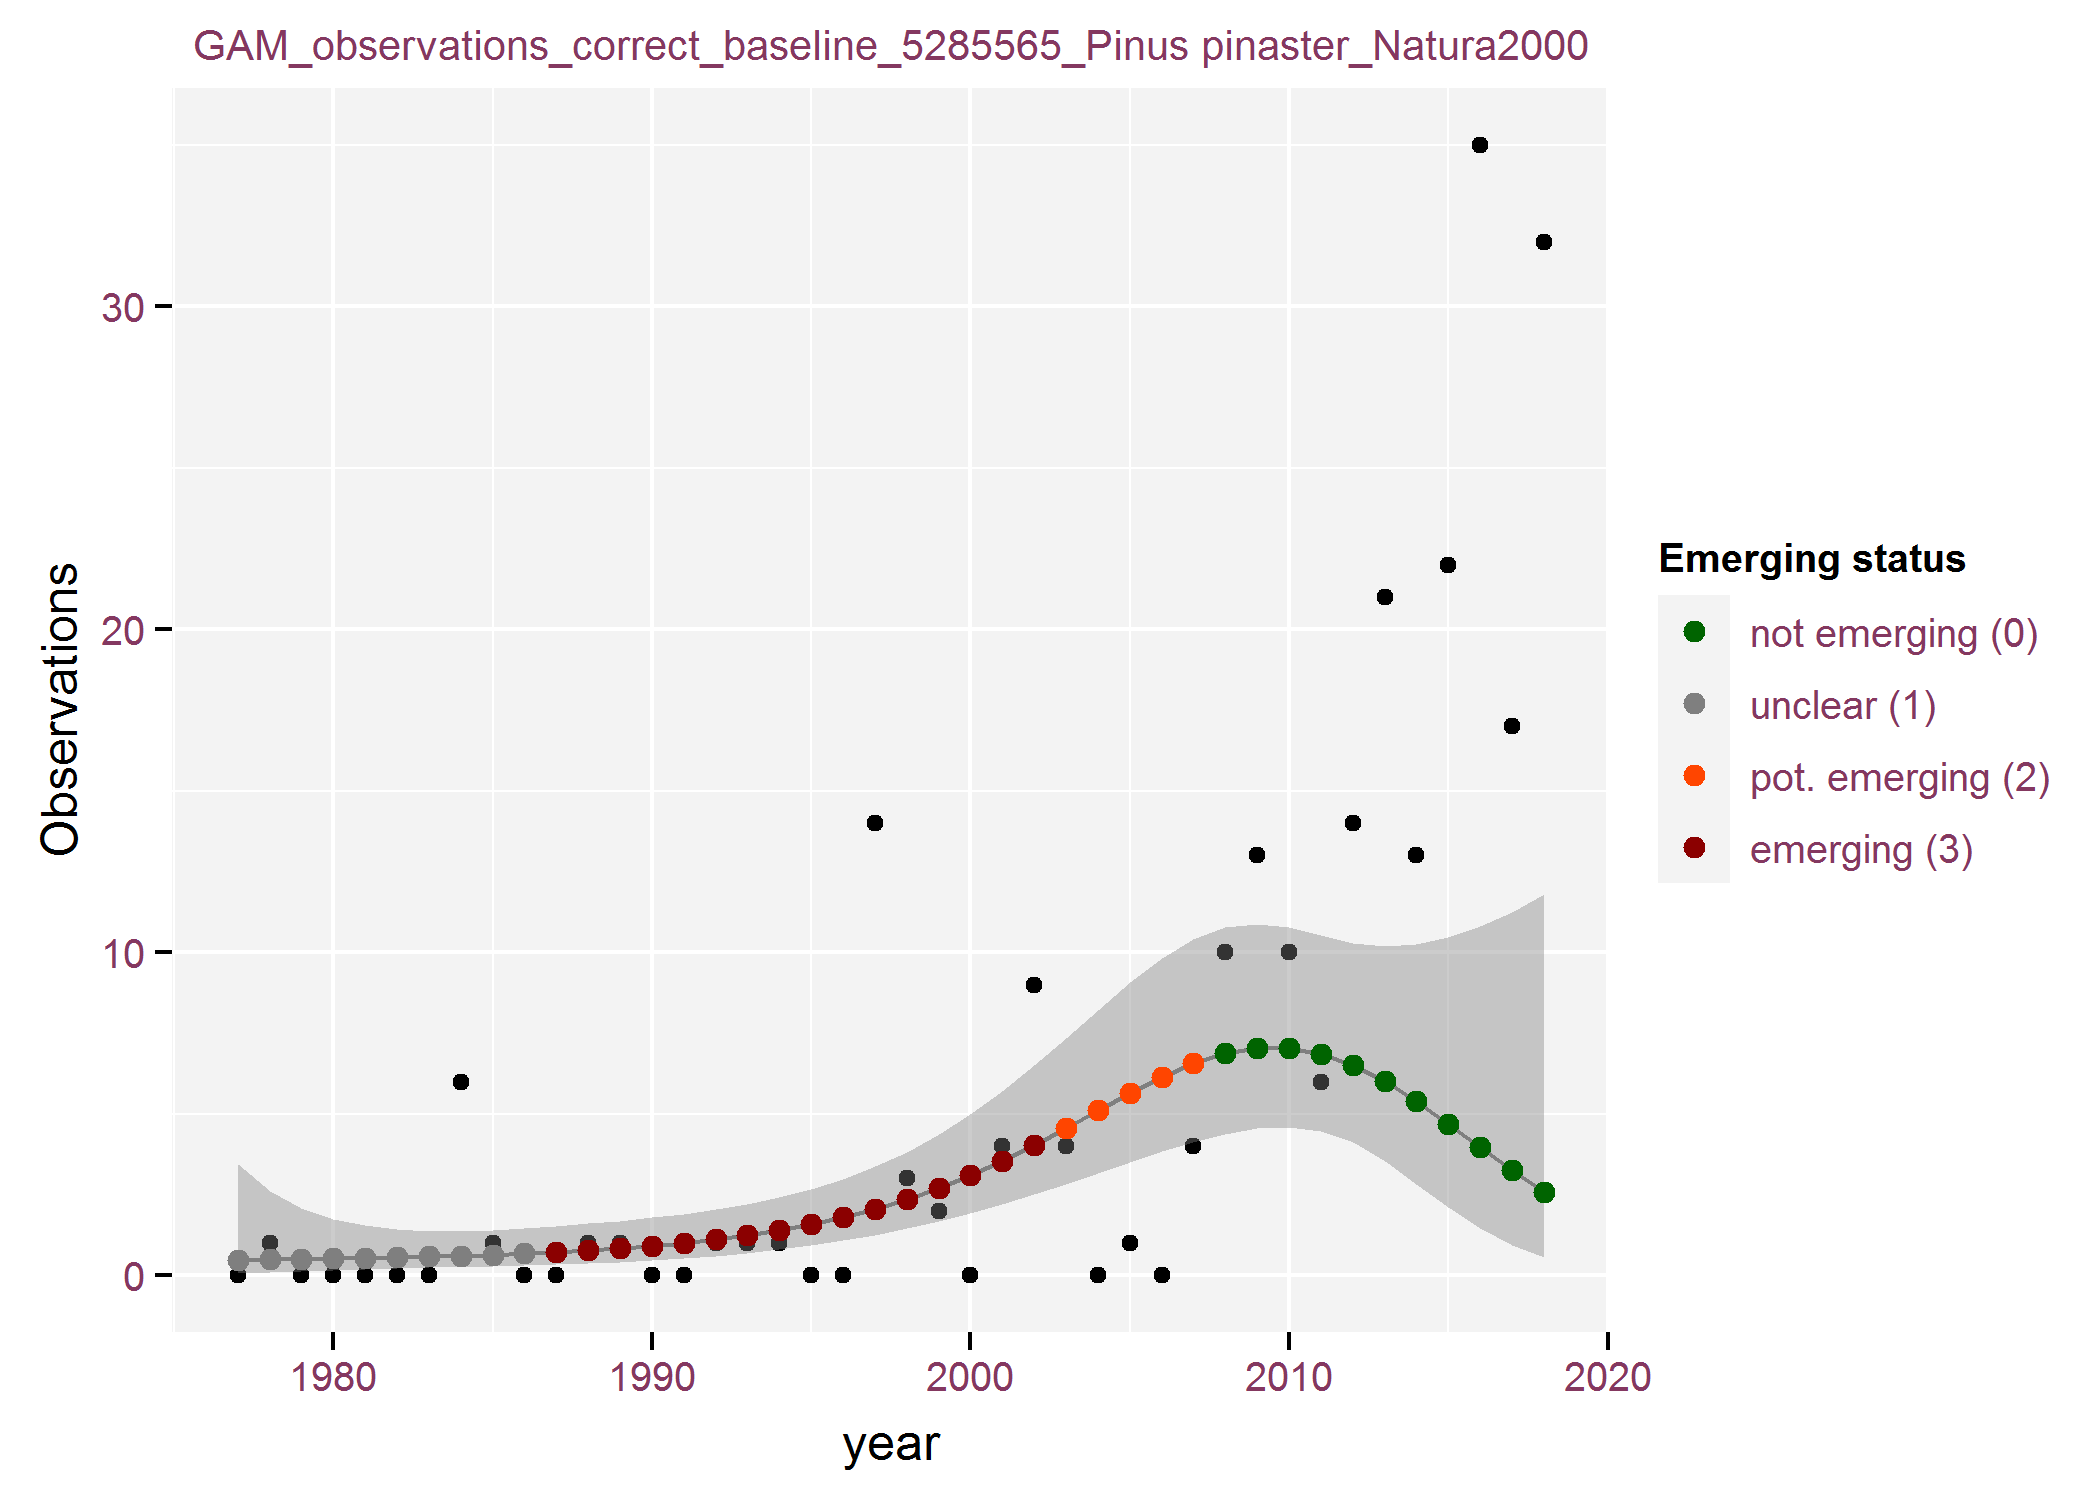 GAM_observations_correct_baseline_5285565_Pinus pinaster_Natura2000
Observations
30
20
10
0
1980
1990
2000
2010
2020
year
Emerging status
not emerging (0)
unclear (1)
pot. emerging (2)
emerging (3)